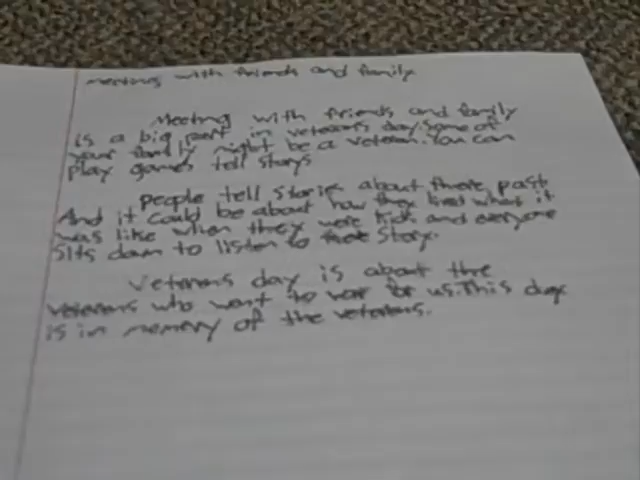 meeting with friends and family
Meeting with friends and family
is a big part in veterans day. Some of
your family might be a veteran. You can
play games tell storys
People tell stories about there past
And it could be about how they lived what it
was like when they were kids and everyone
sits down to listen to there story.
Veterans day is about the
veterans who went to war for us. This day
is in memery of the veterans.